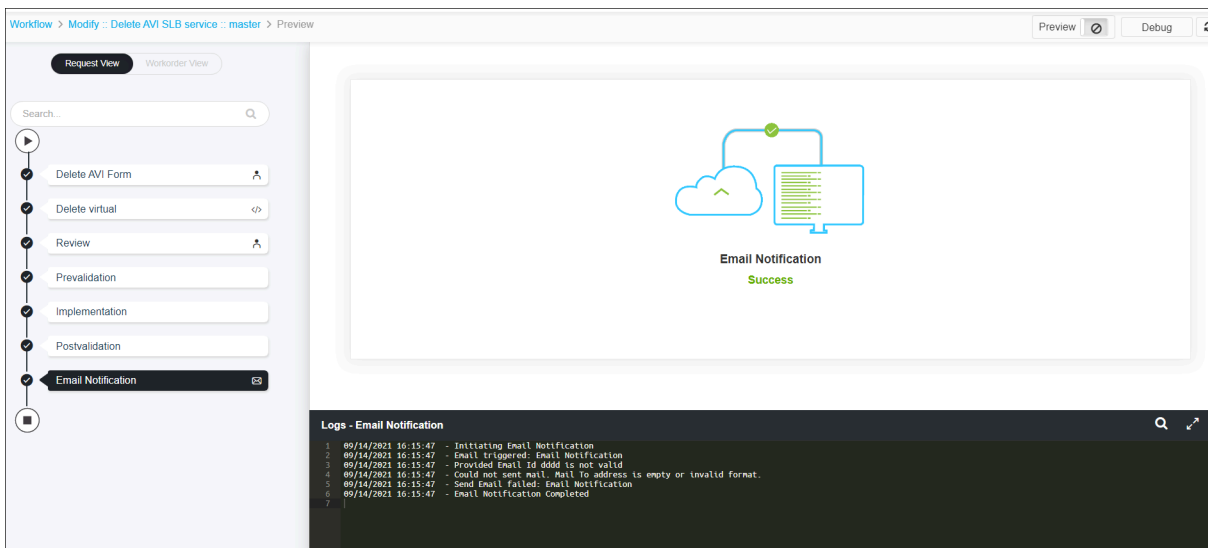 Workflow > Modify :: Delete AVI SLB service :: master > Preview
Preview
Debug
Request View
Workorder View
Search...
Delete AVI Form
Delete virtual
</>
Review
Prevalidation
Implementation
Postvalidation
Email Notification
Email Notification
Success
Logs - Email Notification
1 09/14/2021 16:15:47 - Initiating Email Notification
2 09/14/2021 16:15:47 - Email triggered: Email Notification
3 09/14/2021 16:15:47 - Provided Email Id dddd is not valid
4 09/14/2021 16:15:47 - Could not sent mail. Mail To address is empty or invalid format.
5 09/14/2021 16:15:47 - Send Email failed: Email Notification
6 09/14/2021 16:15:47 - Email Notification Completed
7